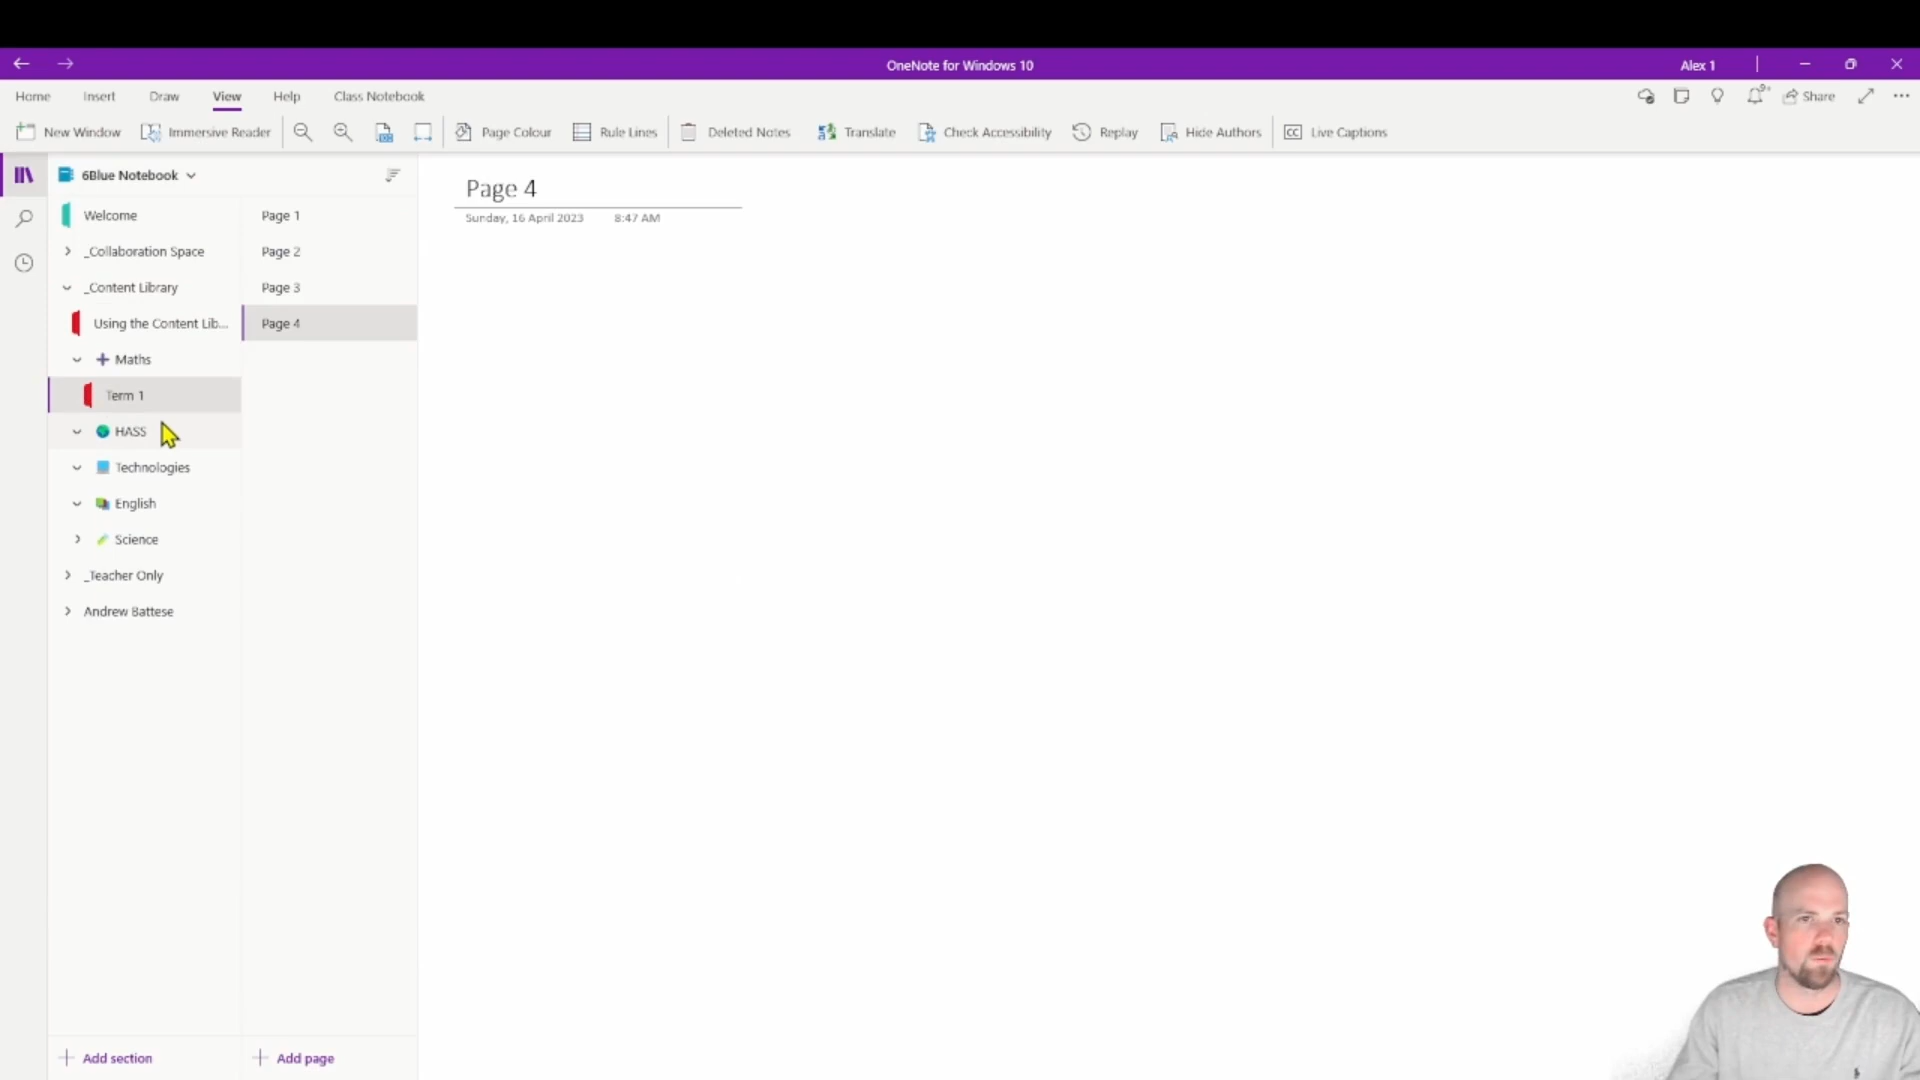 OneNote for Windows 10
Alex 1
Home Insert Draw View Help Class Notebook
Share
New Window Immersive Reader Page Colour Rule Lines Deleted Notes Translate Check Accessibility Replay Hide Authors CC Live Captions
6Blue Notebook
Welcome
_Collaboration Space
_Content Library
Using the Content Lib...
Maths
Term 1
HASS
Technologies
English
Science
_Teacher Only
Andrew Battese
Add section
Page 1
Page 2
Page 3
Page 4
Add page
Page 4
Sunday, 16 April 2023 8:47 AM